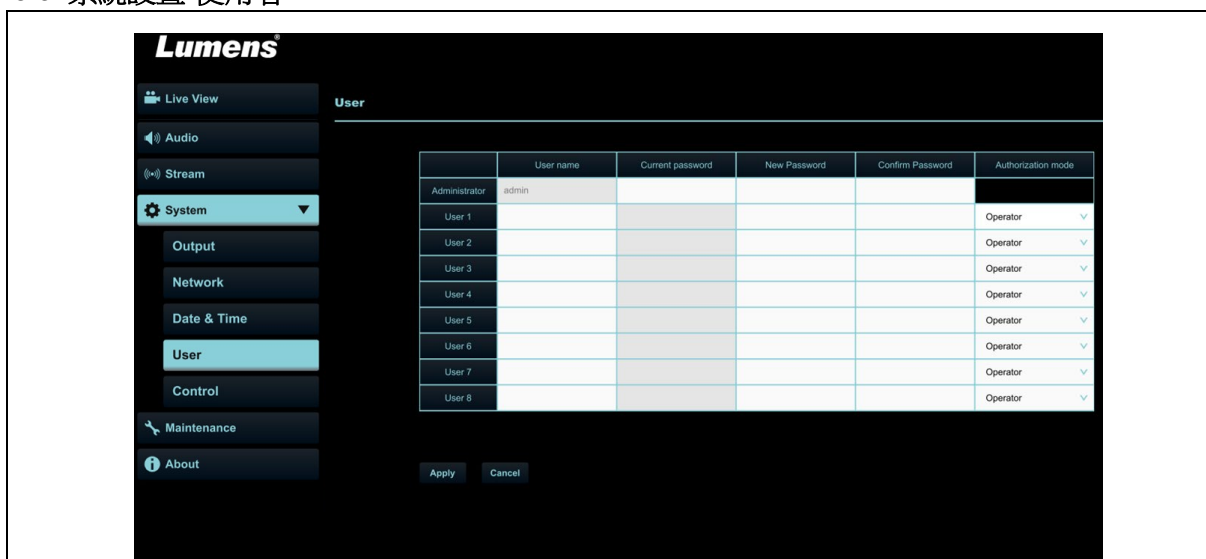 系統設置-使用者
Lumens®
Live View
Audio
Stream
System
Output
Network
Date & Time
User
Control
Maintenance
About
User
User name Current password New Password Confirm Password Authorization mode
Administrator admin
User 1 Operator
User 2 Operator
User 3 Operator
User 4 Operator
User 5 Operator
User 6 Operator
User 7 Operator
User 8 Operator
Apply Cancel